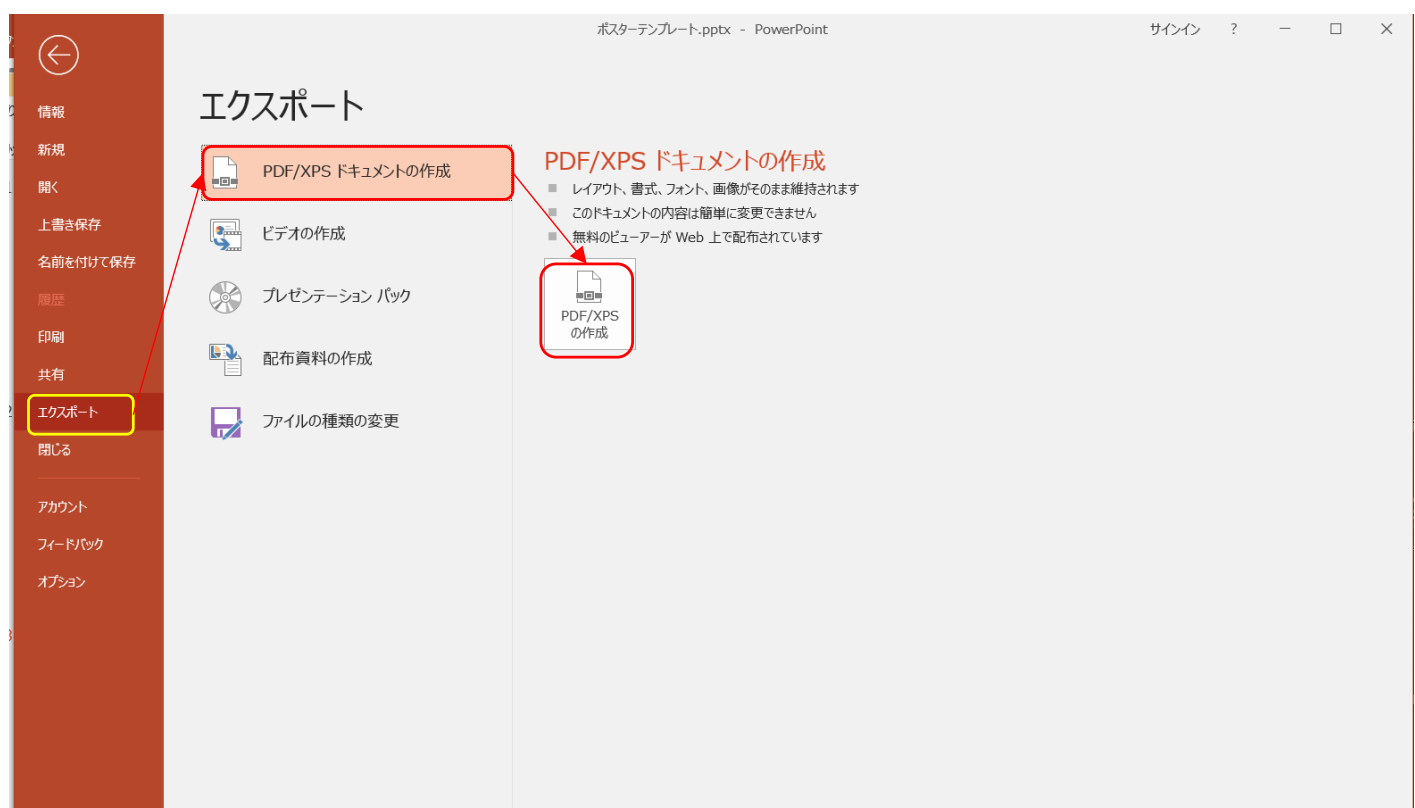 ポスターテンプレート.pptx - PowerPoint
サインイン ?
情報
新規
開く
上書き保存
名前を付けて保存
履歴
印刷
共有
エクスポート
閉じる
アカウント
フィードバック
オプション
エクスポート
PDF/XPS ドキュメントの作成
ビデオの作成
プレゼンテーション パック
配布資料の作成
ファイルの種類の変更
PDF/XPS ドキュメントの作成
レイアウト、書式、フォント、画像がそのまま維持されます
このドキュメントの内容は簡単に変更できません
無料のビューアーが Web 上で配布されています
PDF/XPS
の作成